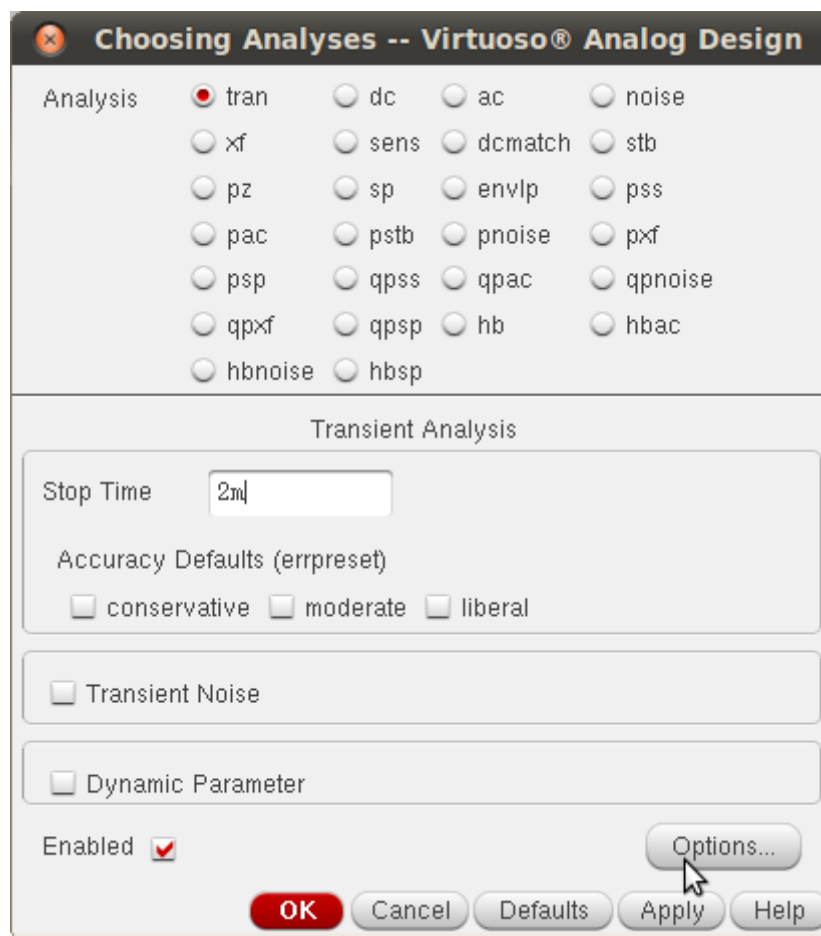 Choosing Analyses -- Virtuoso® Analog Design
Analysis tran dc ac noise
xf sens dcmatch stb
pz sp envlp pss
pac pstb pnoise pxf
psp qpss qpac qpnoise
qpxf qpsp hb hbac
hbnoise hbsp
Transient Analysis
Stop Time 2m
Accuracy Defaults (errpreset)
conservative moderate liberal
Transient Noise
Dynamic Parameter
Enabled Options...
OK Cancel Defaults Apply Help